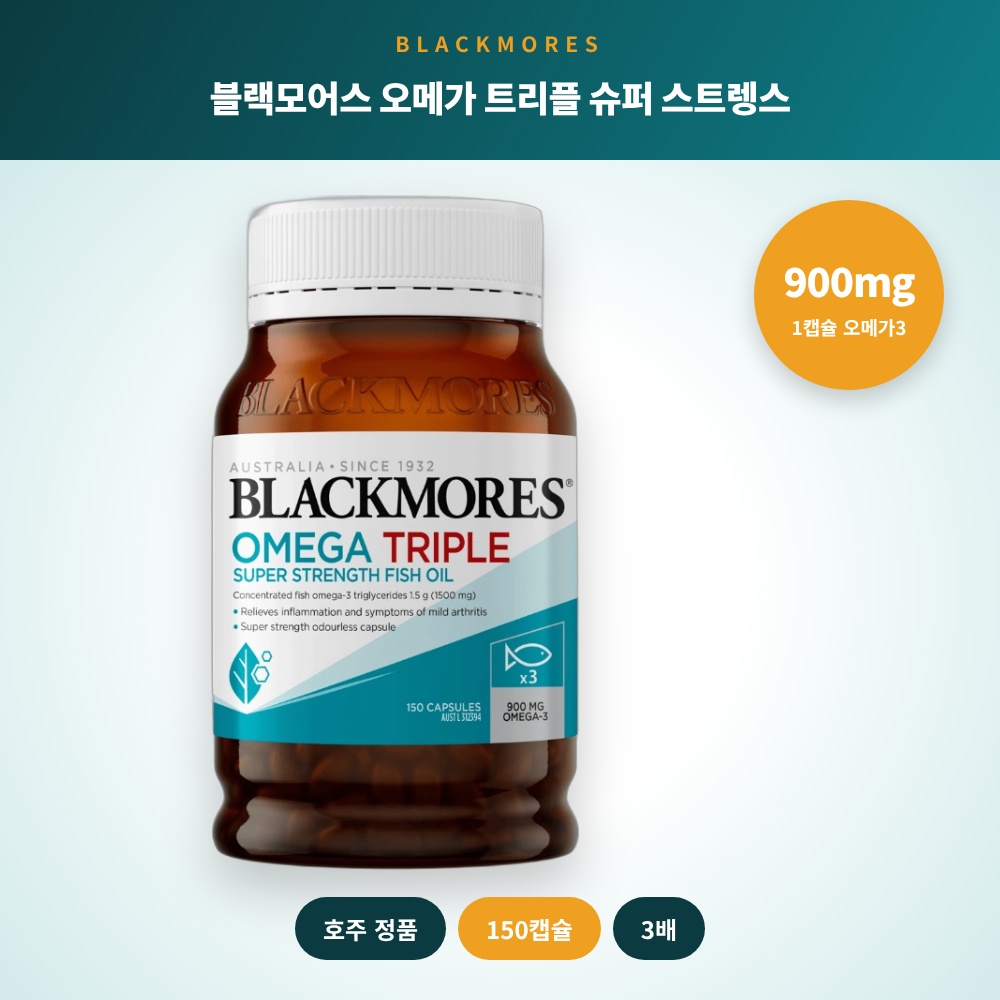 BLACKMORES
블랙모어스 오메가 트리플 슈퍼 스트렝스
900mg
1캡슐 오메가3
BLACKMORES
AUSTRALIA • SINCE 1932
BLACKMORES®
OMEGA TRIPLE
SUPER STRENGTH FISH OIL
Concentrated fish omega-3 triglycerides 1.5 g (1500 mg)
• Relieves inflammation and symptoms of mild arthritis
• Super strength odourless capsule
x3
150 CAPSULES
AUST L 312394
900 MG
OMEGA-3
호주 정품
150캡슐
3배